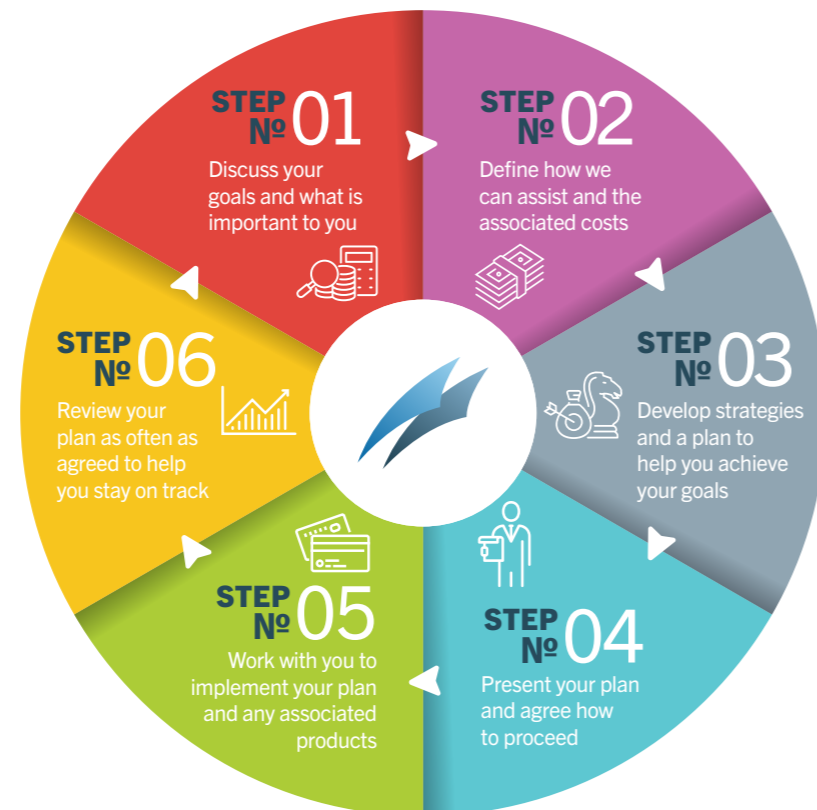 STEP
Nº 01
Discuss your
goals and what is
important to you
STEP
Nº 02
Define how we
can assist and the
associated costs
STEP
Nº 03
Develop strategies
and a plan to
help you achieve
your goals
STEP
Nº 04
Present your plan
and agree how
to proceed
STEP
Nº 05
Work with you to
implement your plan
and any associated
products
STEP
Nº 06
Review your
plan as often as
agreed to help
you stay on track